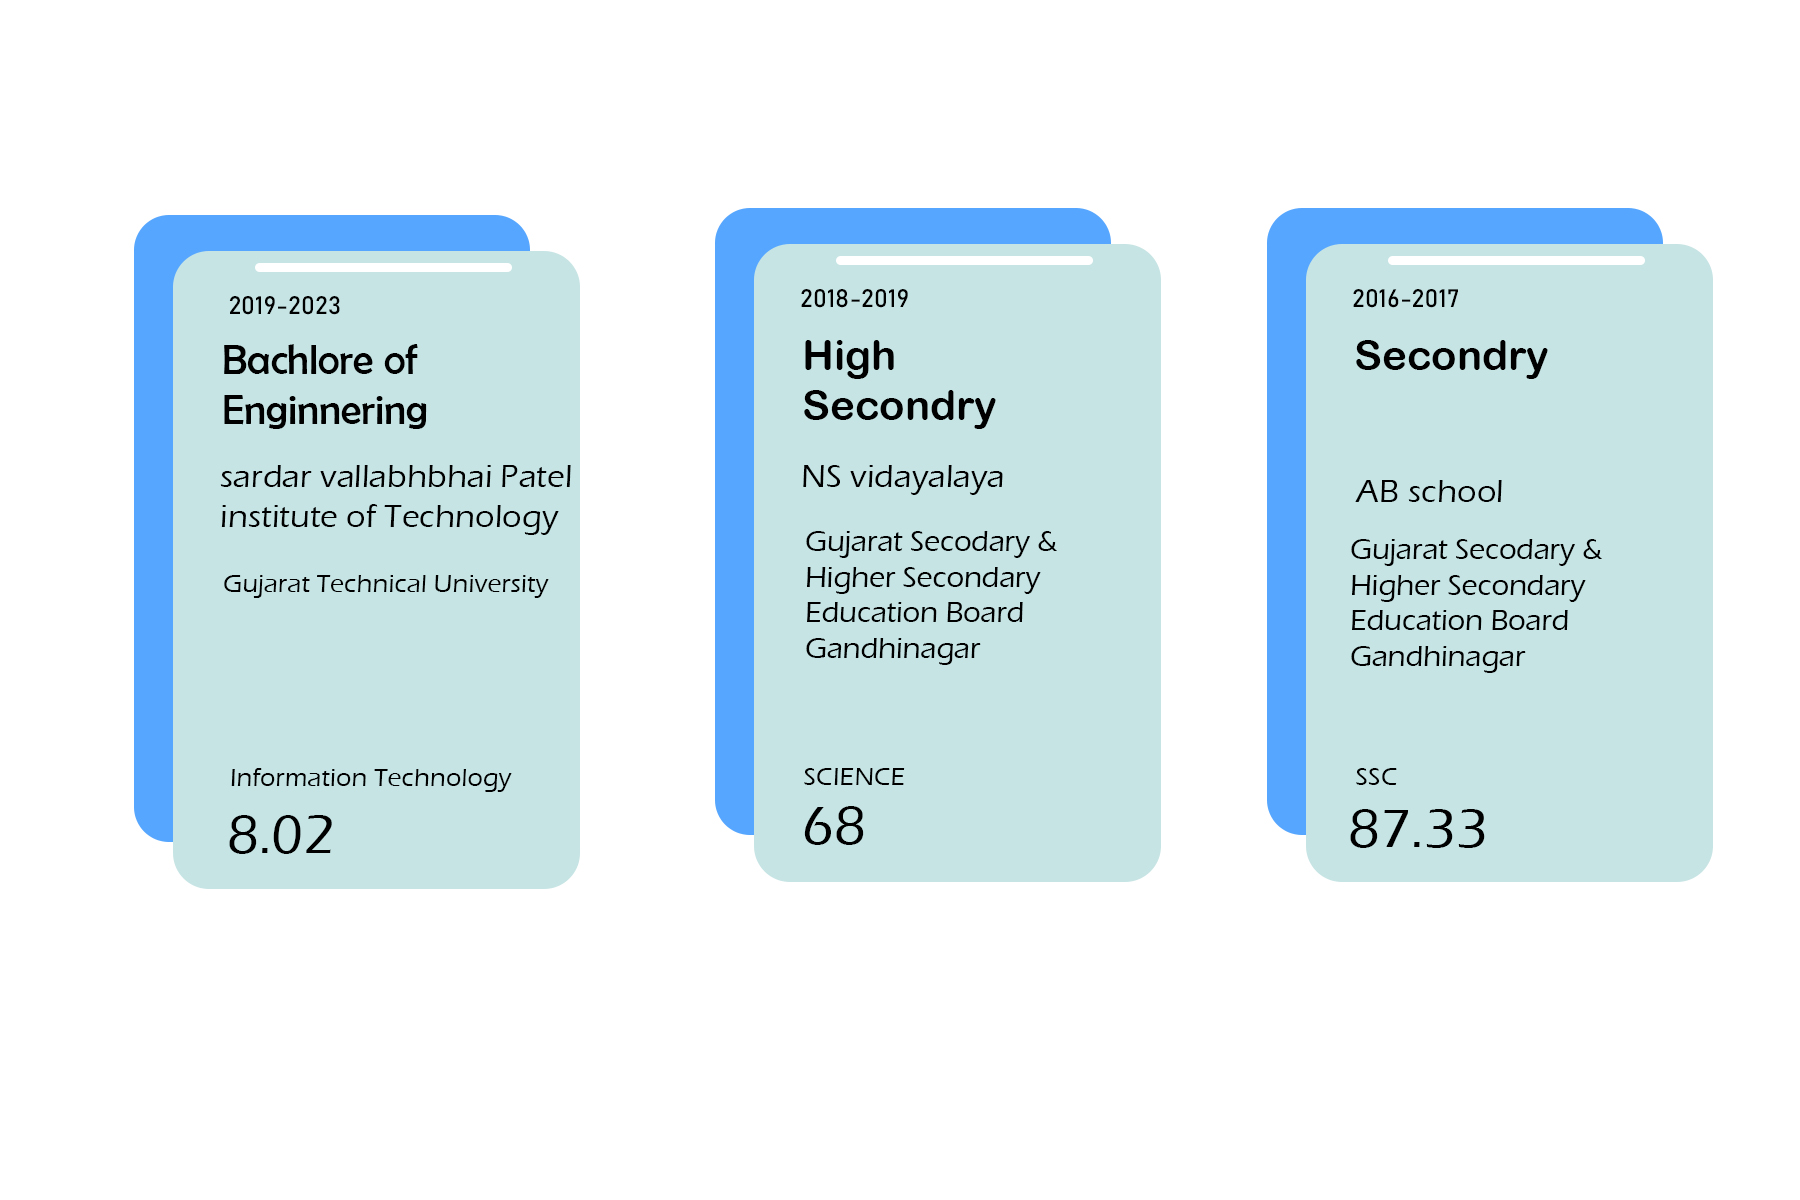 2019-2023
Bachlore of
Enginnering
sardar vallabhbhai Patel
institute of Technology
Gujarat Technical University
Information Technology
8.02
2018-2019
High
Secondry
NS vidayalaya
Gujarat Secodary &
Higher Secondary
Education Board
Gandhinagar
SCIENCE
68
2016-2017
Secondry
AB school
Gujarat Secodary &
Higher Secondary
Education Board
Gandhinagar
SSC
87.33